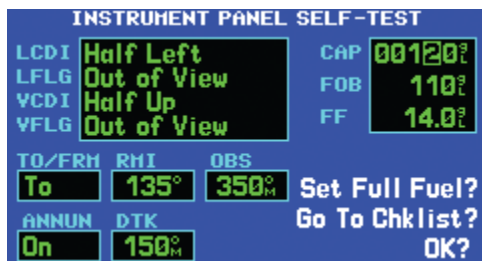 INSTRUMENT PANEL SELF-TEST
LCDI Half Left CAP 00120 g/L
LFLG Out of View FOB 110 g/L
VCDI Half Up
VFLG Out of View FF 14.0 g/L
TO/FRM RMI OBS
To 135° 350°M Set Full Fuel?
ANNUN DTK Go To Chklist?
On 150°M OK?